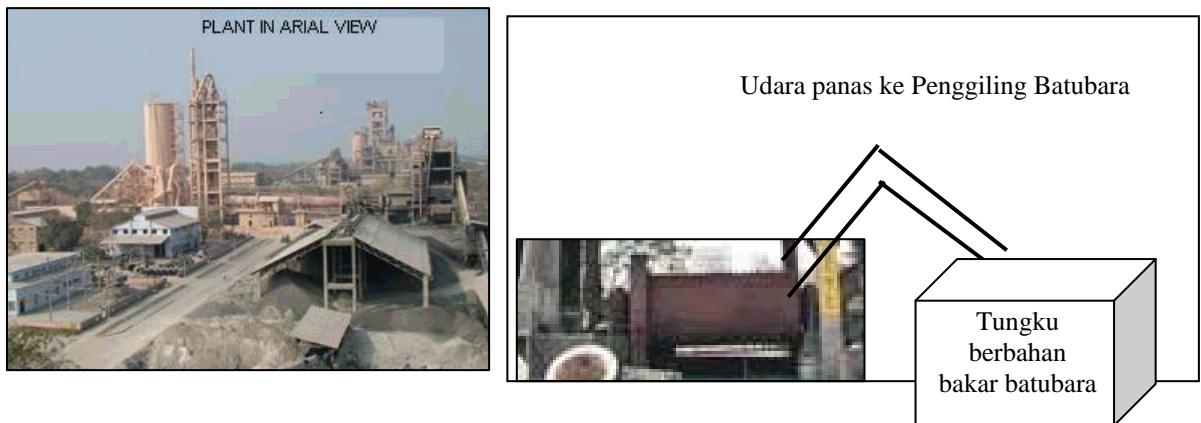 PLANT IN ARIAL VIEW
Udara panas ke Penggiling Batubara
Tungku
berbahan
bakar batubara